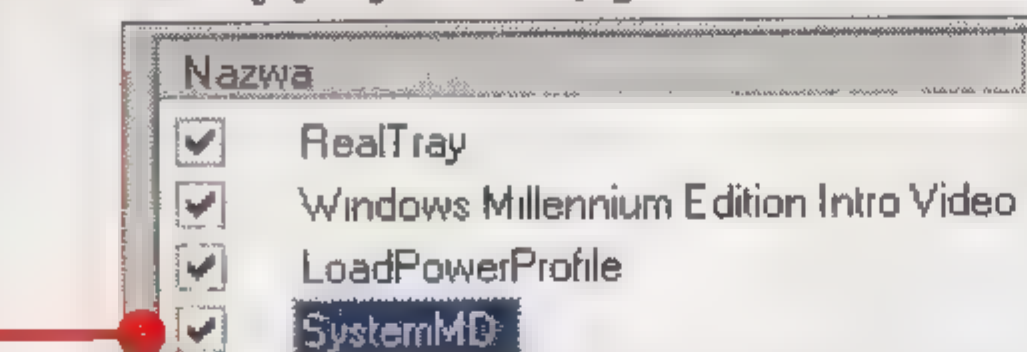 Nazwa
RealTray
Windows Millennium Edition Intro Video
LoadPowerProfile
SystemMD